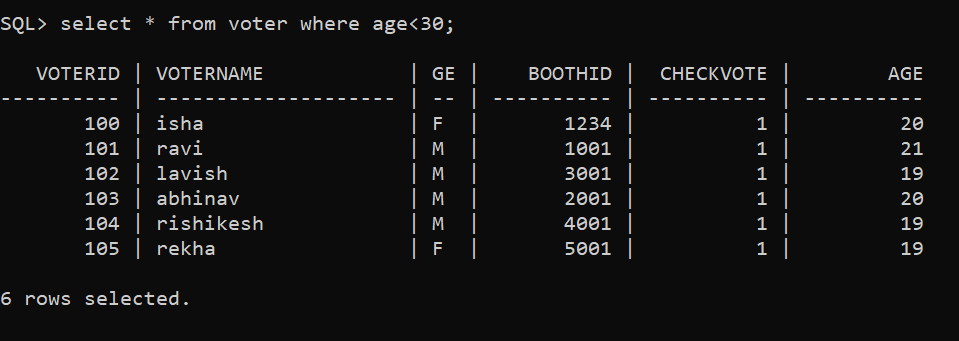 SQL> select * from voter where age<30;
VOTERID | VOTERNAME | GE | BOOTHID | CHECKVOTE | AGE
---------- | -------------------- | -- | ---------- | ---------- | ----------
100 | isha | F | 1234 | 1 | 20
101 | ravi | M | 1001 | 1 | 21
102 | lavish | M | 3001 | 1 | 19
103 | abhinav | M | 2001 | 1 | 20
104 | rishikesh | M | 4001 | 1 | 19
105 | rekha | F | 5001 | 1 | 19
6 rows selected.